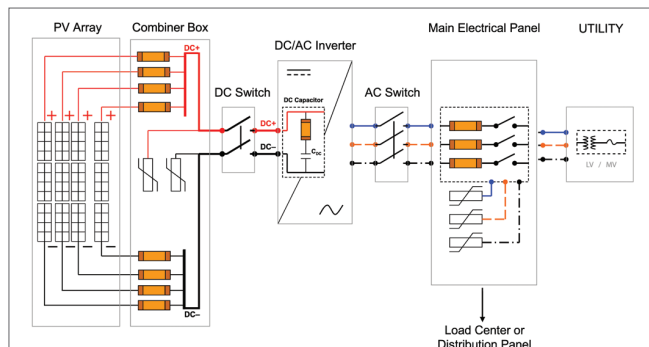 PV Array
Combiner Box
DC/AC Inverter
Main Electrical Panel
UTILITY
DC+
DC Switch
AC Switch
DC Capacitor
DC+
DC–
C DC
+ + + +
– – – –
LV / MV
DC–
Load Center or
Distribution Panel